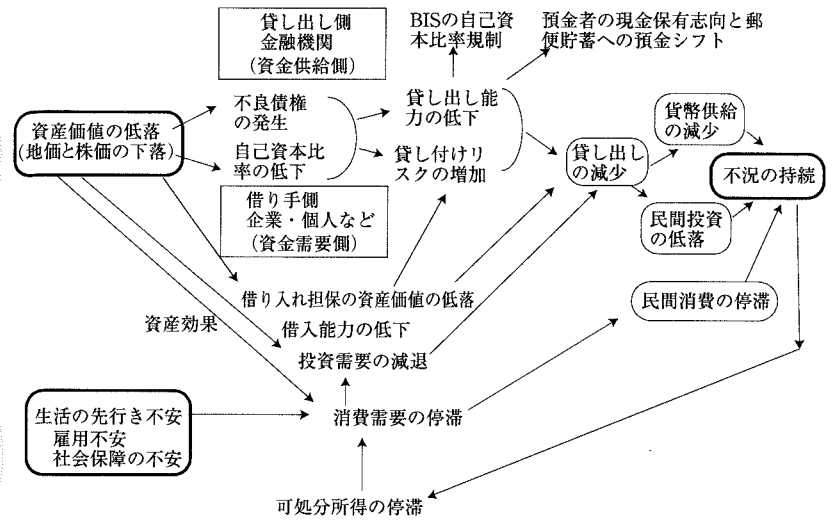 貸し出し側
金融機関
(資金供給側)
BISの自己資
本比率規制
預金者の現金保有志向と郵
便貯蓄への預金シフト
資産価値の低落
(地価と株価の下落)
不良債権
の発生
自己資本比
率の低下
貸し出し能
力の低下
貸し付けリ
スクの増加
貸し出し
の減少
貨幣供給
の減少
民間投資
の低落
不況の持続
借り手側
企業・個人など
(資金需要側)
借り入れ担保の資産価値の低落
借入能力の低下
投資需要の減退
民間消費の停滞
資産効果
生活の先行き不安
雇用不安
社会保障の不安
消費需要の停滞
可処分所得の停滞